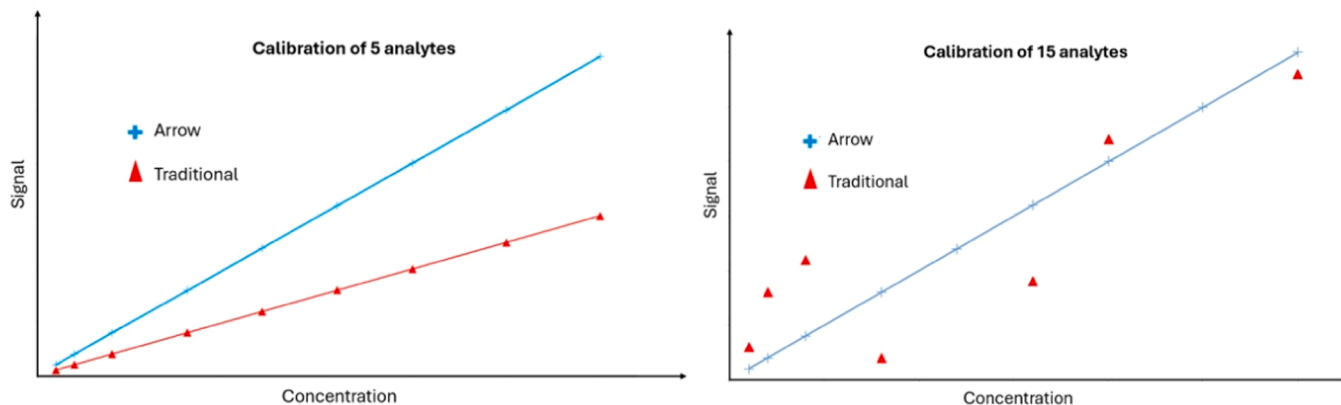 Calibration of 5 analytes
Arrow
Traditional
Signal
Concentration
Calibration of 15 analytes
Arrow
Traditional
Signal
Concentration